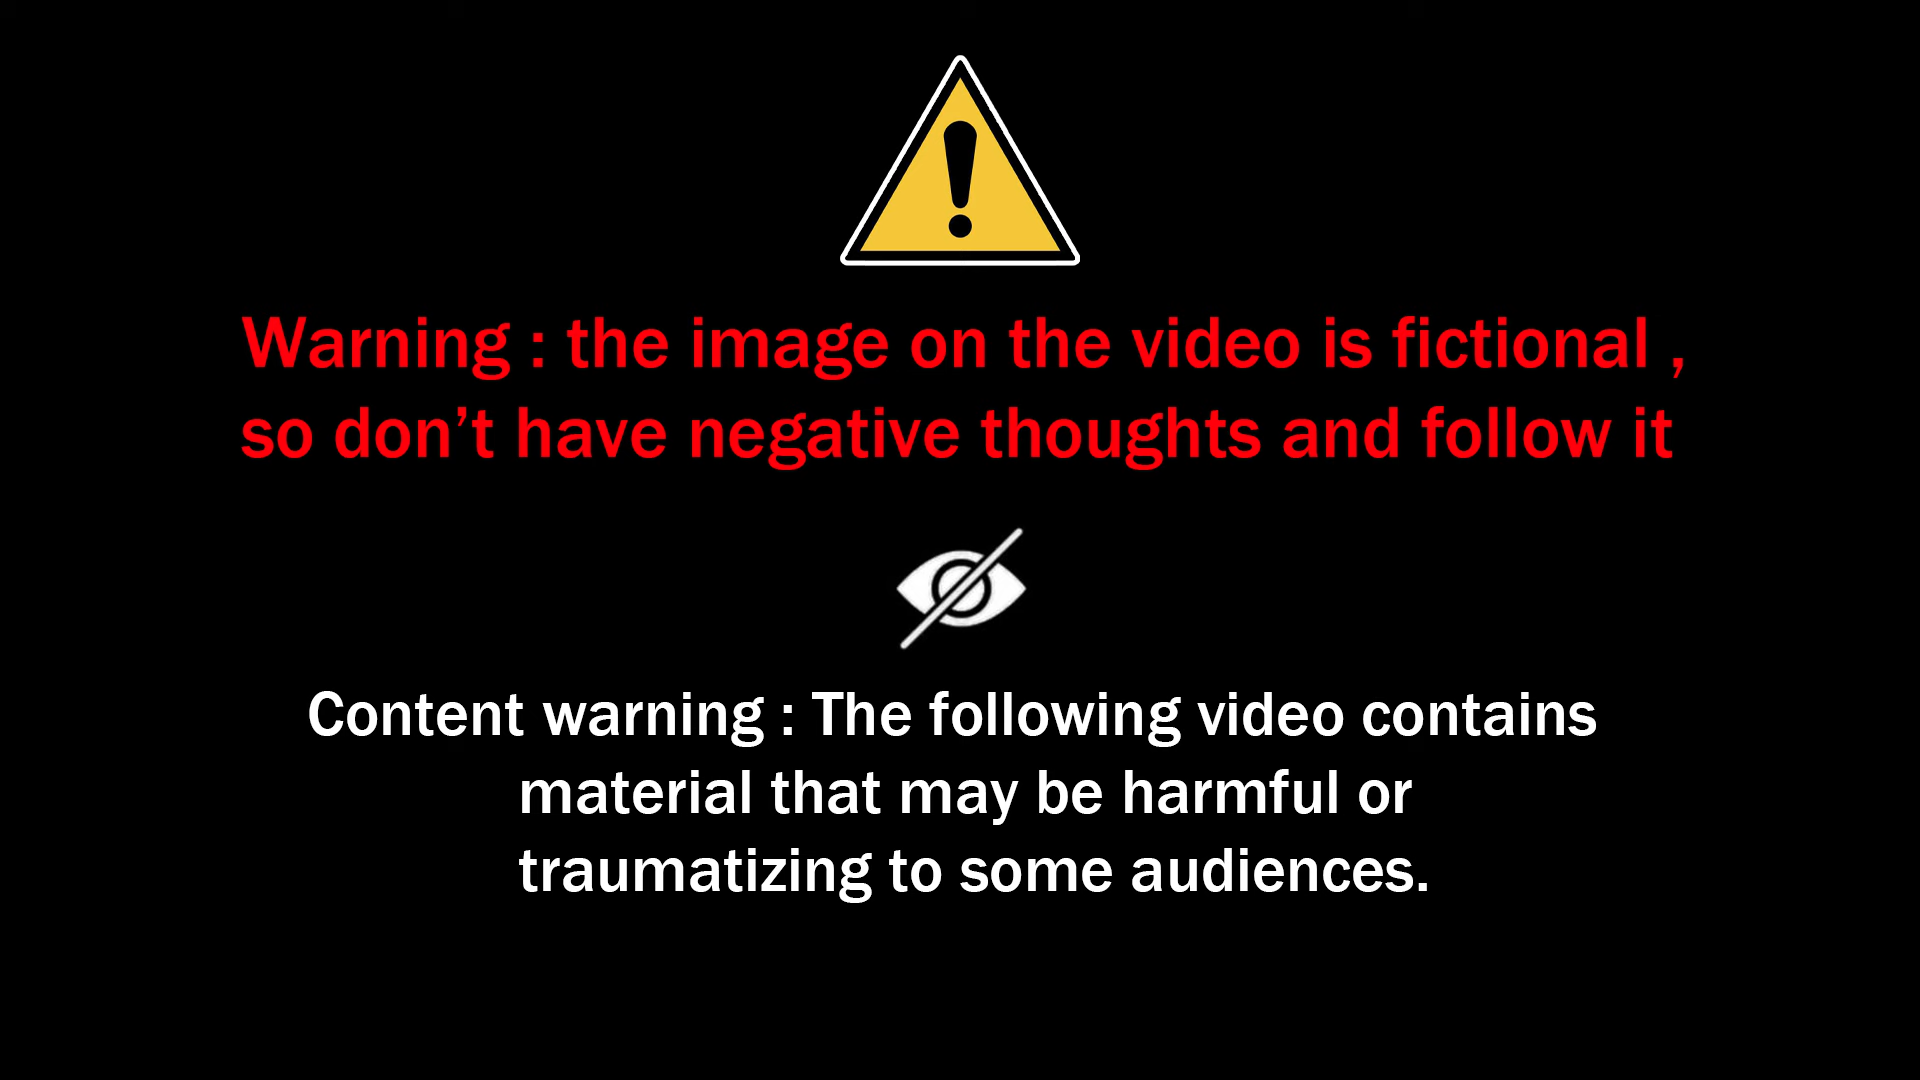 Warning : the image on the video is fictional ,
so don’t have negative thoughts and follow it
Content warning : The following video contains
material that may be harmful or
traumatizing to some audiences.